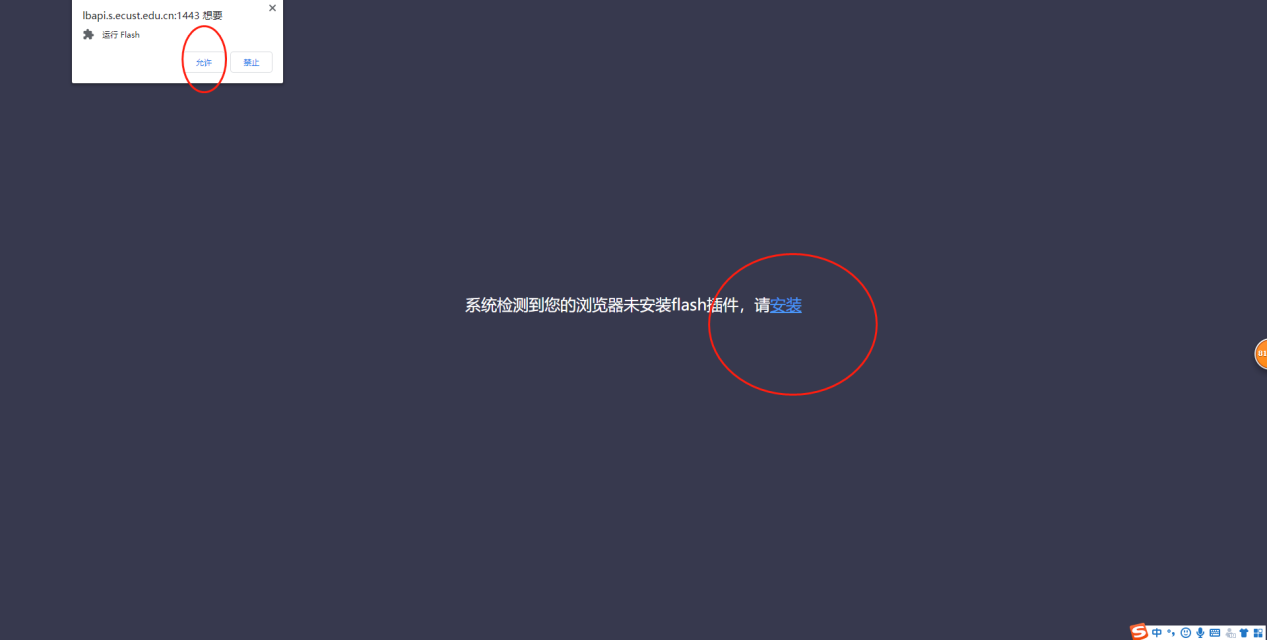 lbapi.s.ecust.edu.cn:1443 想要
运行 Flash
允许
禁止
系统检测到您的浏览器未安装flash插件，请安装
中